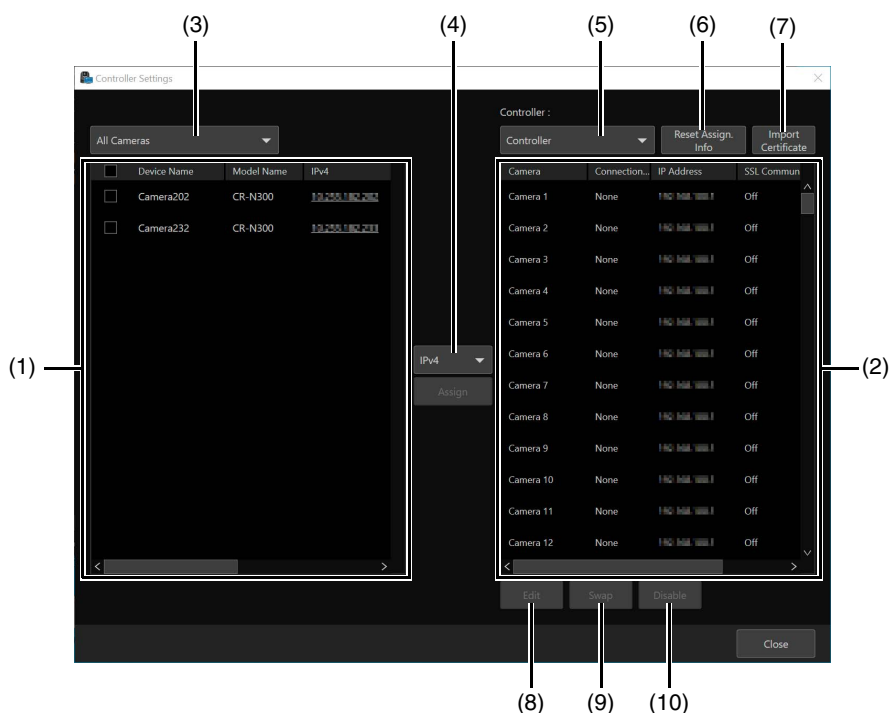 (3) (4) (5) (6) (7)
Controller Settings
Controller :
All Cameras
Controller
Reset Assign. Info
Import Certificate
Device Name Model Name IPv4
Camera202 CR-N300
Camera232 CR-N300
(1)
IPv4
Assign
Camera Connection... IP Address SSL Commun
Camera 1 None Off
Camera 2 None Off
Camera 3 None Off
Camera 4 None Off
Camera 5 None Off
Camera 6 None Off
Camera 7 None Off
Camera 8 None Off
Camera 9 None Off
Camera 10 None Off
Camera 11 None Off
Camera 12 None Off
(2)
Edit Swap Disable
Close
(8) (9) (10)